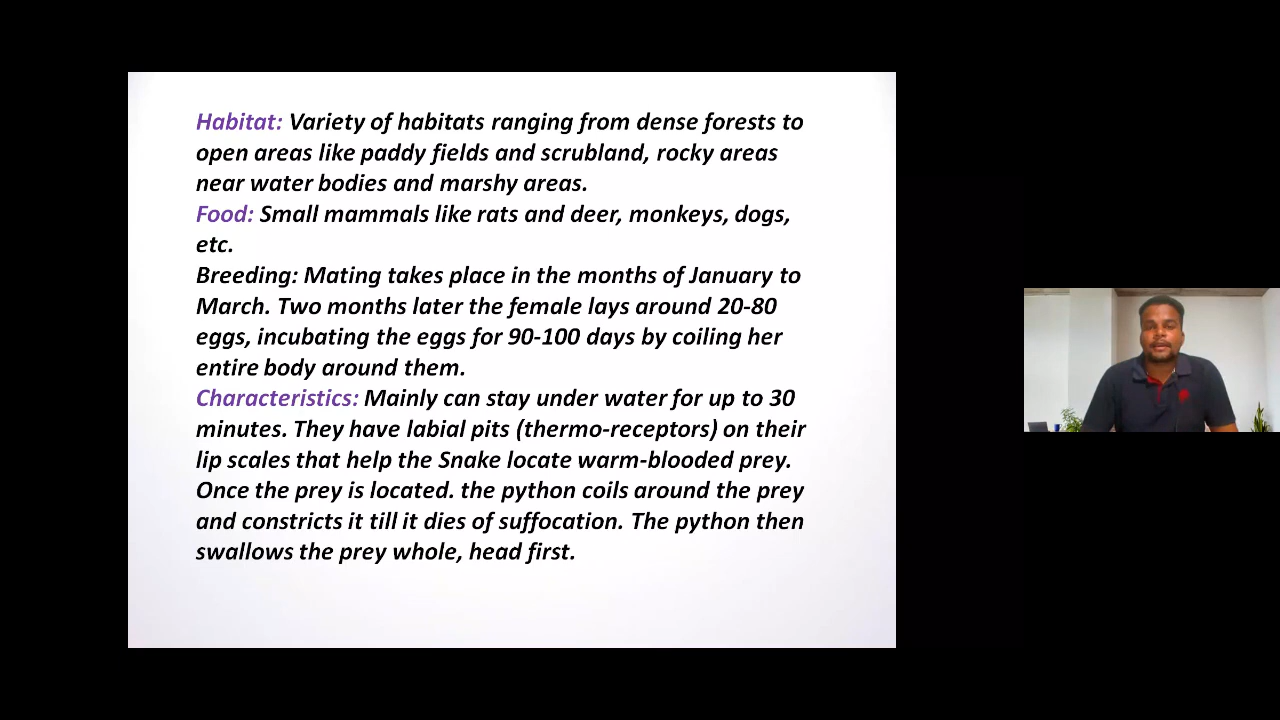 Habitat: Variety of habitats ranging from dense forests to
open areas like paddy fields and scrubland, rocky areas
near water bodies and marshy areas.
Food: Small mammals like rats and deer, monkeys, dogs,
etc.
Breeding: Mating takes place in the months of January to
March. Two months later the female lays around 20-80
eggs, incubating the eggs for 90-100 days by coiling her
entire body around them.
Characteristics: Mainly can stay under water for up to 30
minutes. They have labial pits (thermo-receptors) on their
lip scales that help the Snake locate warm-blooded prey.
Once the prey is located. the python coils around the prey
and constricts it till it dies of suffocation. The python then
swallows the prey whole, head first.